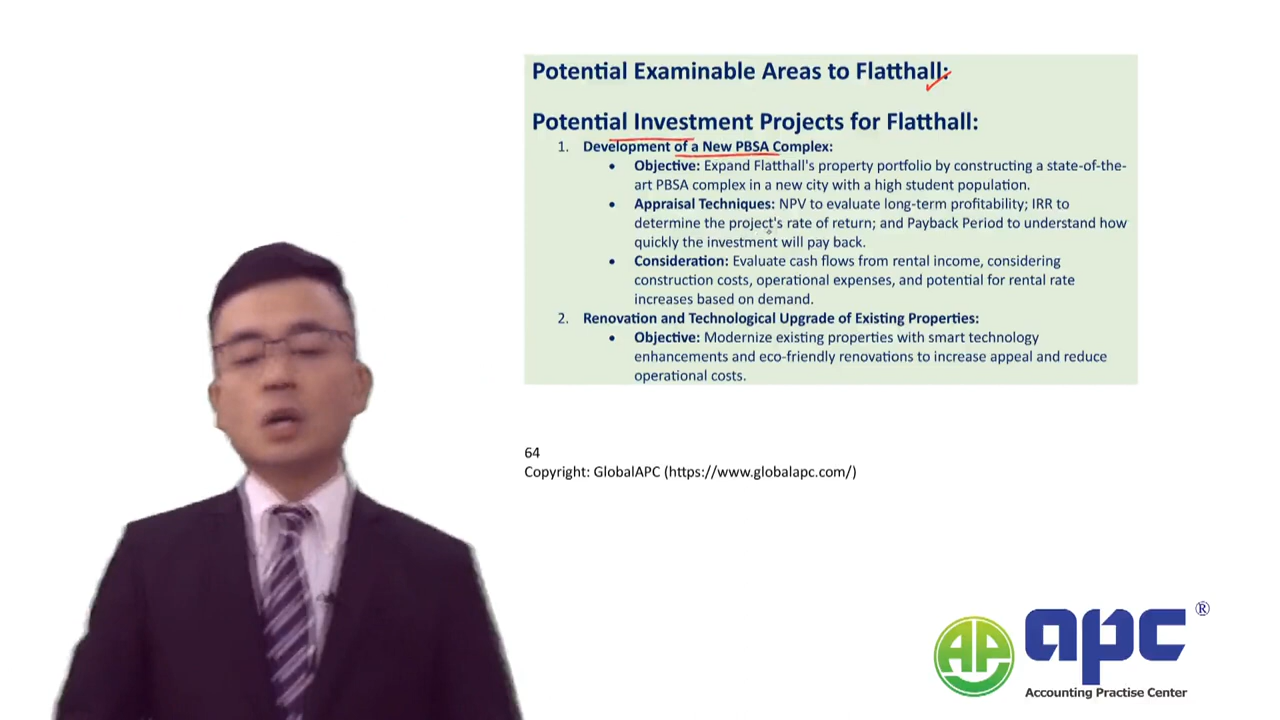 Potential Examinable Areas to Flatthall:
Potential Investment Projects for Flatthall:
1. Development of a New PBSA Complex:
• Objective: Expand Flatthall's property portfolio by constructing a state-of-the-
art PBSA complex in a new city with a high student population.
• Appraisal Techniques: NPV to evaluate long-term profitability; IRR to
determine the project's rate of return; and Payback Period to understand how
quickly the investment will pay back.
• Consideration: Evaluate cash flows from rental income, considering
construction costs, operational expenses, and potential for rental rate
increases based on demand.
2. Renovation and Technological Upgrade of Existing Properties:
• Objective: Modernize existing properties with smart technology
enhancements and eco-friendly renovations to increase appeal and reduce
operational costs.
64
Copyright: GlobalAPC (https://www.globalapc.com/)
AP apc ®
Accounting Practise Center